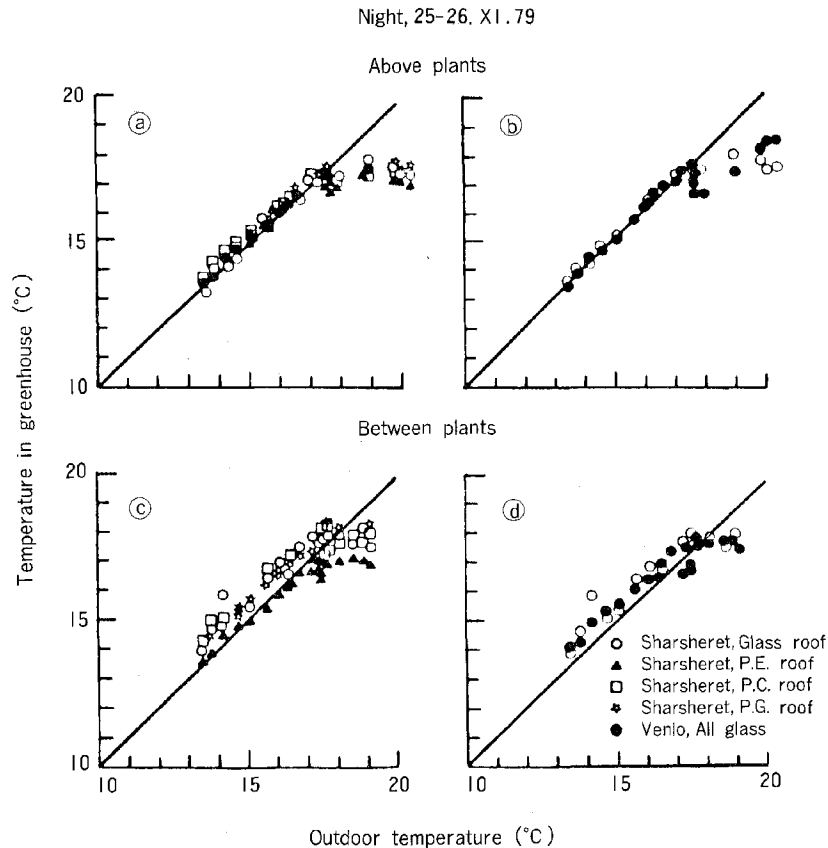 Night, 25-26. XI.79
Above plants
20
15
10
ⓐ
ⓑ
Between plants
20
15
10
ⓒ
ⓓ
Sharsheret, Glass roof
Sharsheret, P.E. roof
Sharsheret, P.C. roof
Sharsheret, P.G. roof
Venlo, All glass
10 15 20
10 15 20
Temperature in greenhouse (°C)
Outdoor temperature (°C)